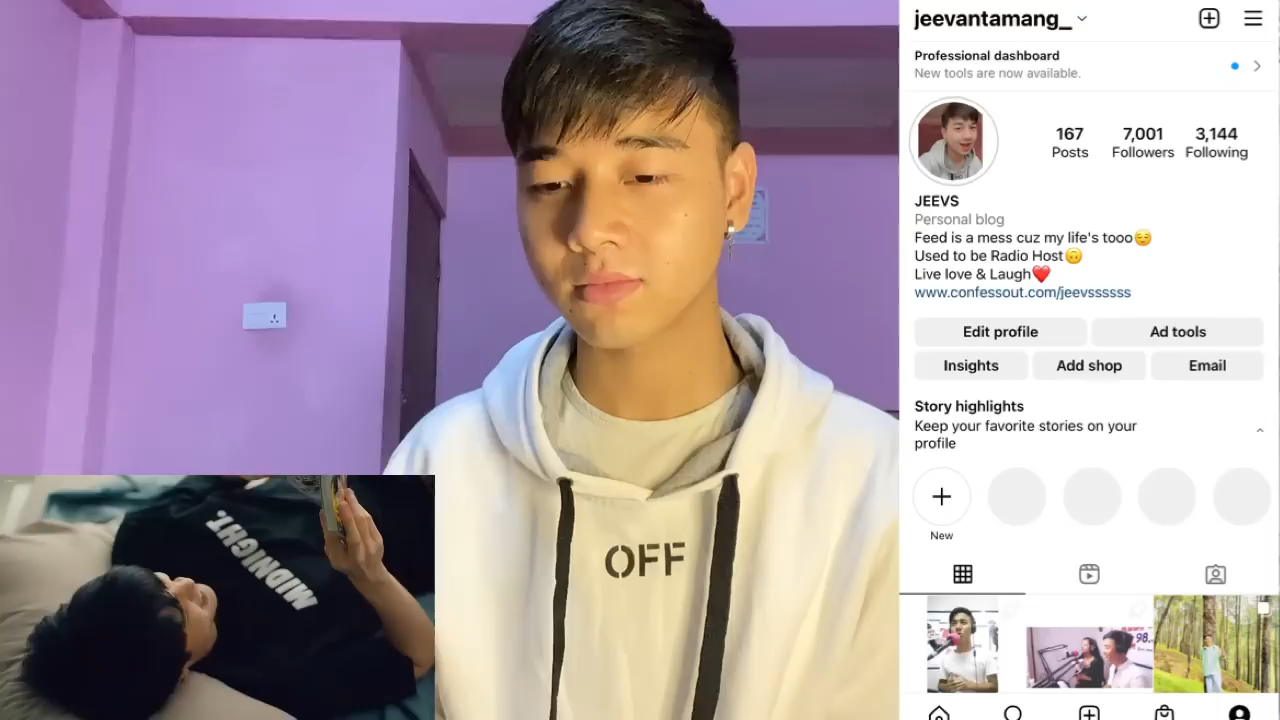 jeevantamang_
Professional dashboard
New tools are now available.
167
7,001
3,144
Posts
Followers
Following
JEEVS
Personal blog
Feed is a mess cuz my life's tooo😌
Used to be Radio Host🙃
Live love & Laugh❤️
www.confessout.com/jeevssssss
Edit profile
Ad tools
Insights
Add shop
Email
Story highlights
Keep your favorite stories on your
profile
New
98.
OFF
MIDNIGHT.